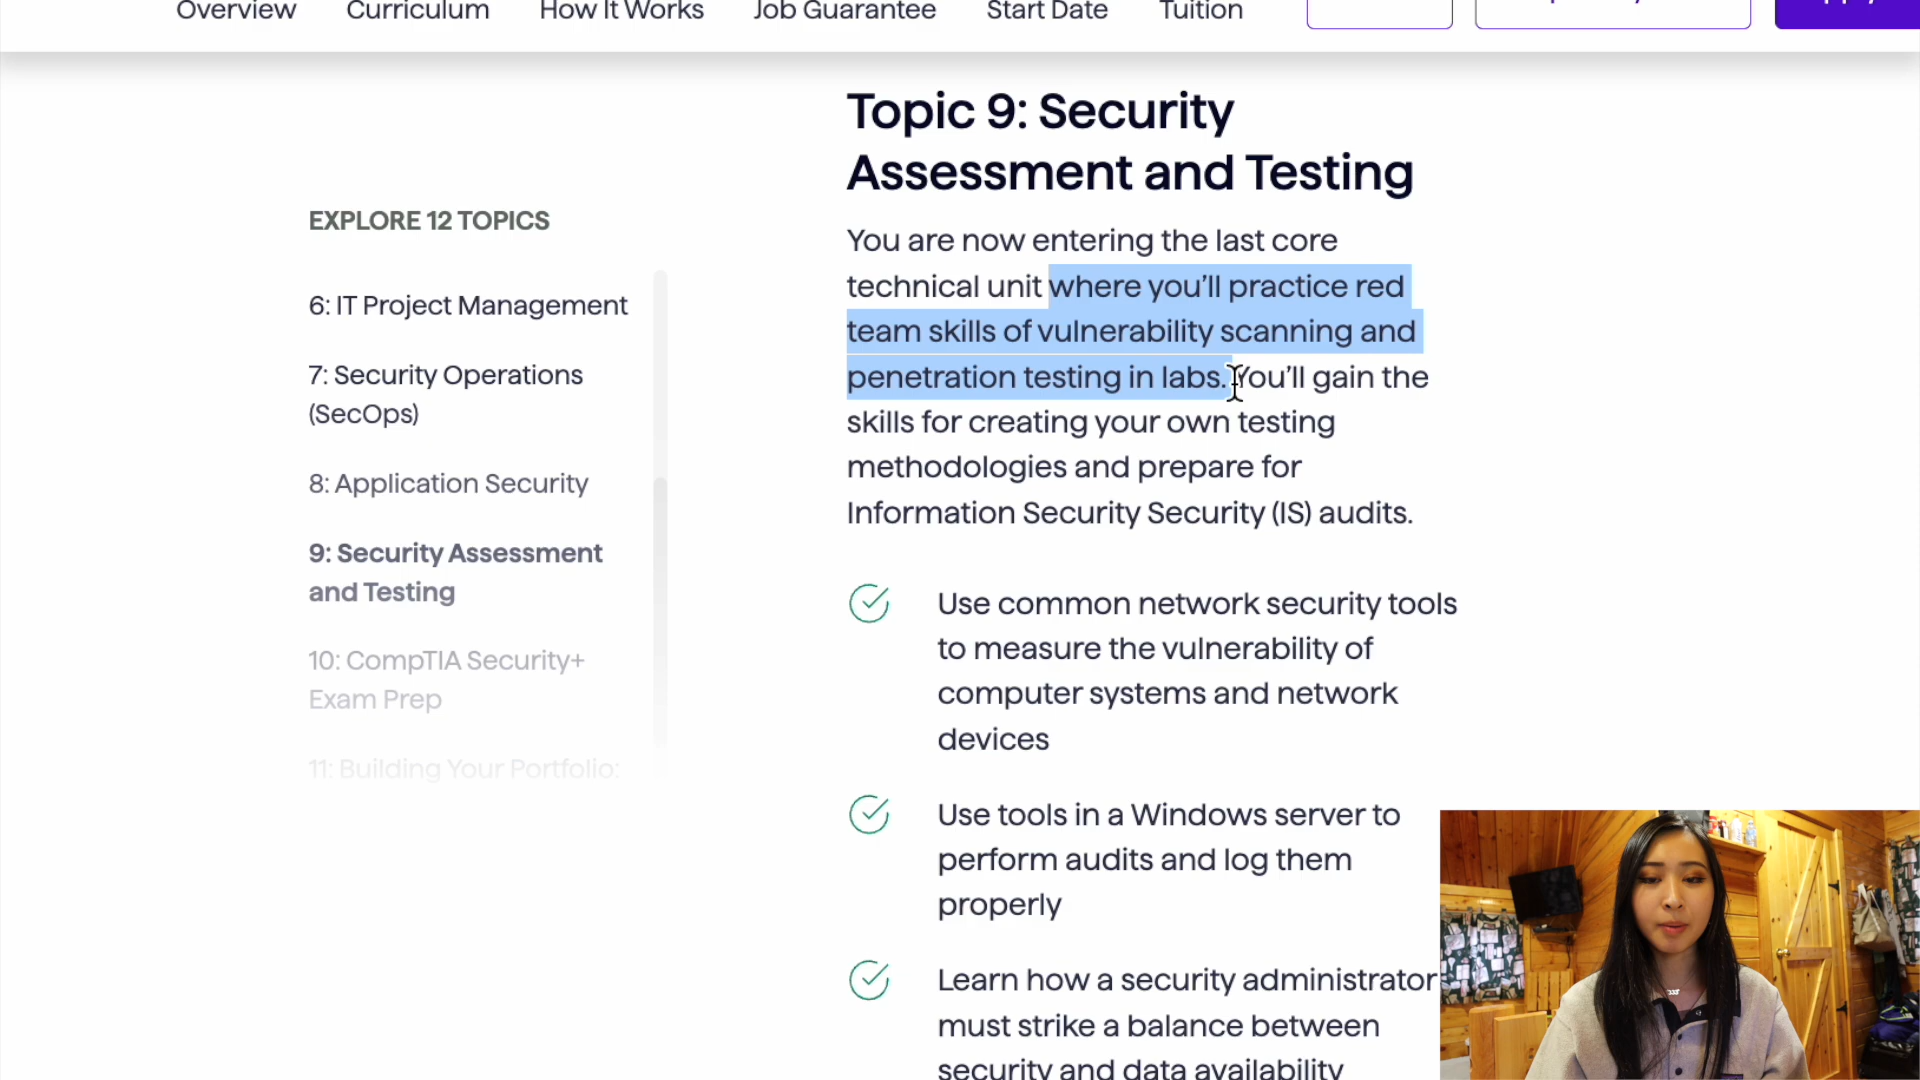 Overview Curriculum How It Works Job Guarantee Start Date Tuition
Topic 9: Security
Assessment and Testing
You are now entering the last core
technical unit where you'll practice red
team skills of vulnerability scanning and
penetration testing in labs. You'll gain the
skills for creating your own testing
methodologies and prepare for
Information Security Security (IS) audits.
EXPLORE 12 TOPICS
6: IT Project Management
7: Security Operations
(SecOps)
8: Application Security
9: Security Assessment
and Testing
10: CompTIA Security+
Exam Prep
11: Building Your Portfolio:
Use common network security tools
to measure the vulnerability of
computer systems and network
devices
Use tools in a Windows server to
perform audits and log them
properly
Learn how a security administrator
must strike a balance between
security and data availability